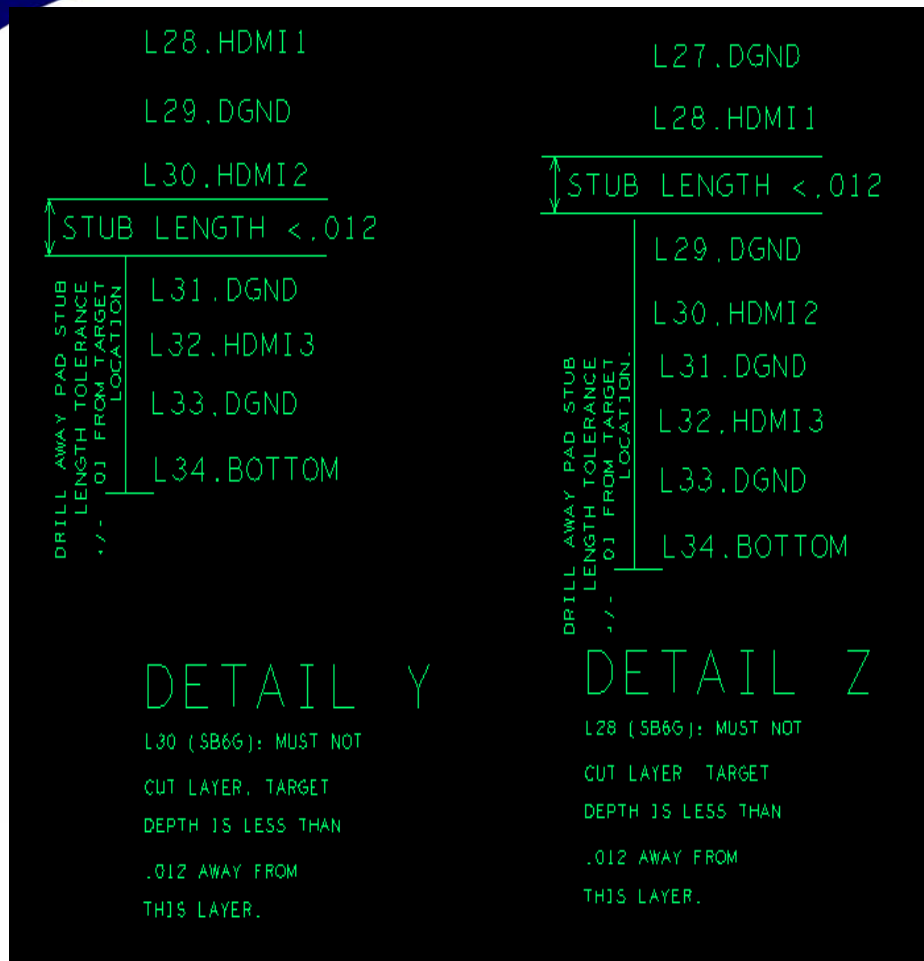 L28.HDMI1
L29.DGND
L30.HDMI2
STUB LENGTH <.012
L31.DGND
L32.HDMI3
L33.DGND
L34.BOTTOM
DRILL AWAY PAD STUB
LENGTH TOLERANCE
+/- 01 FROM TARGET
LOCATION
DETAIL Y
L30 (SB6G): MUST NOT
CUT LAYER. TARGET
DEPTH IS LESS THAN
.012 AWAY FROM
THIS LAYER.
L27.DGND
L28.HDMI1
STUB LENGTH <.012
L29.DGND
L30.HDMI2
L31.DGND
L32.HDMI3
L33.DGND
L34.BOTTOM
DRILL AWAY PAD STUB
LENGTH TOLERANCE
+/- 01 FROM TARGET
LOCATION.
DETAIL Z
L28 (SB6G): MUST NOT
CUT LAYER TARGET
DEPTH IS LESS THAN
.012 AWAY FROM
THIS LAYER.